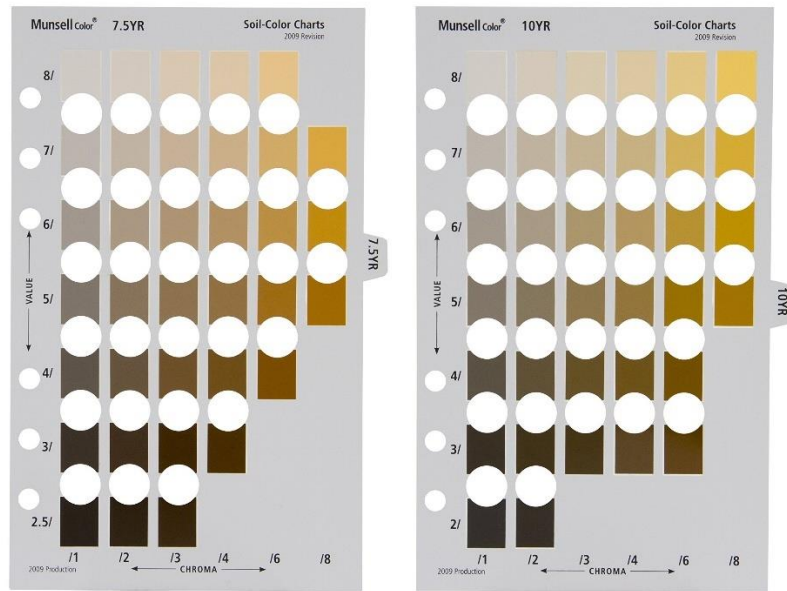 Munsell Color® 7.5YR Soil-Color Charts
2009 Revision
8/
7/
6/
VALUE
5/
4/
3/
2.5/
/1 /2 /3 /4 /6 /8
2009 Production
CHROMA
7.5YR
Munsell Color® 10YR Soil-Color Charts
2009 Revision
8/
7/
6/
VALUE
5/
4/
3/
2/
/1 /2 /3 /4 /6 /8
2009 Production
CHROMA
10YR